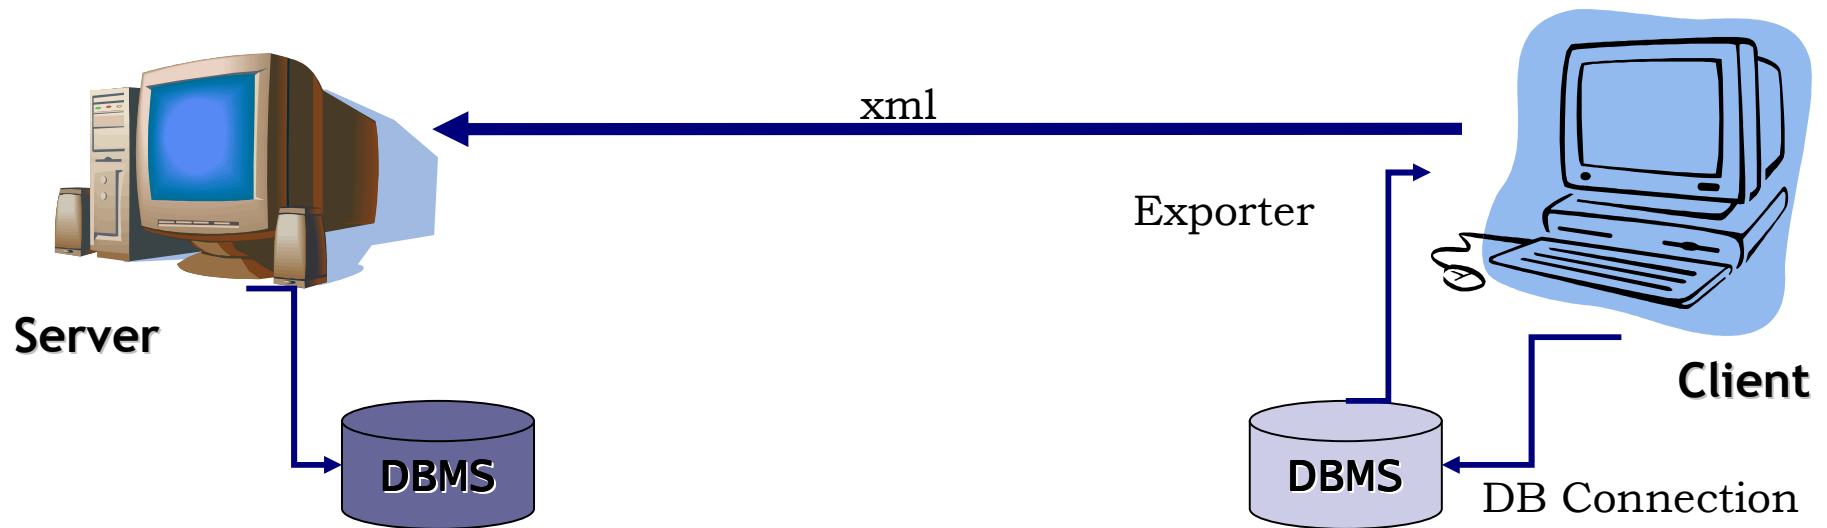 xml
Exporter
Server
Client
DBMS
DBMS
DB Connection